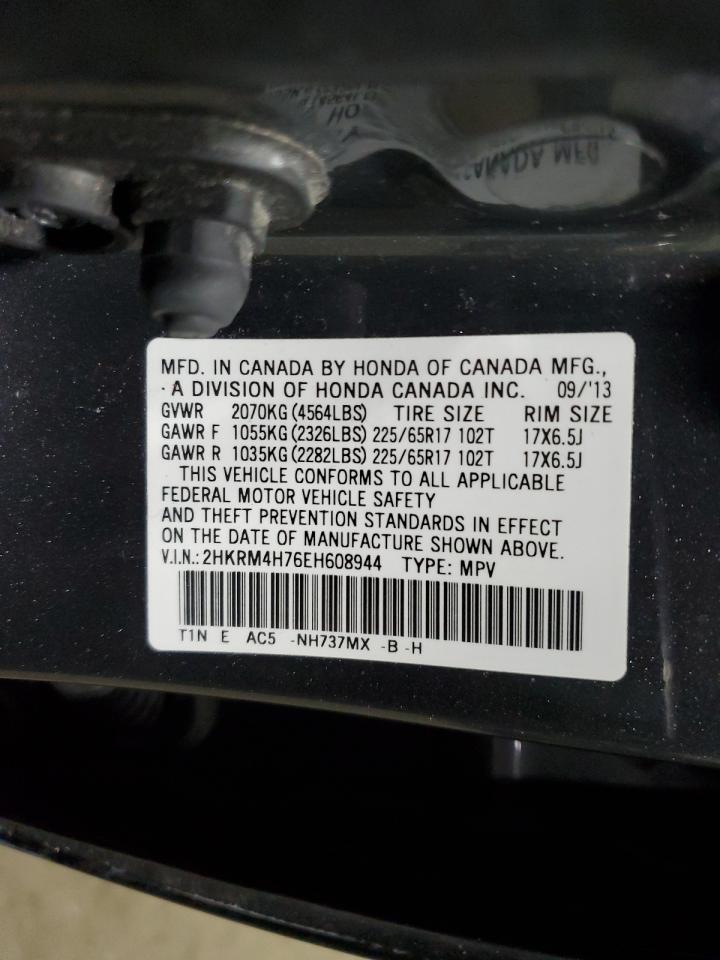 MFD. IN CANADA BY HONDA OF CANADA MFG.,
A DIVISION OF HONDA CANADA INC. 09/'13
GVWR 2070KG (4564LBS) TIRE SIZE RIM SIZE
GAWR F 1055KG (2326LBS) 225/65R17 102T 17X6.5J
GAWR R 1035KG (2282LBS) 225/65R17 102T 17X6.5J
THIS VEHICLE CONFORMS TO ALL APPLICABLE
FEDERAL MOTOR VEHICLE SAFETY
AND THEFT PREVENTION STANDARDS IN EFFECT
ON THE DATE OF MANUFACTURE SHOWN ABOVE.
V.I.N.: 2HKRM4H76EH608944 TYPE: MPV
T1N E AC5 -NH737MX -B -H